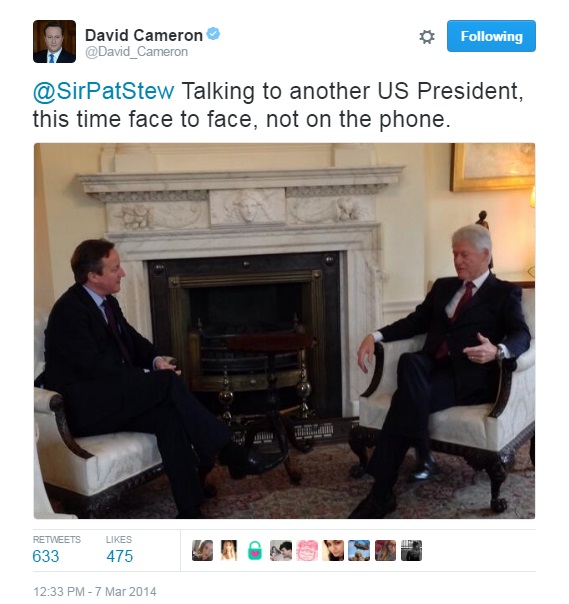 David Cameron
@David_Cameron
Following
@SirPatStew Talking to another US President,
this time face to face, not on the phone.
RETWEETS LIKES
633 475
12:33 PM - 7 Mar 2014